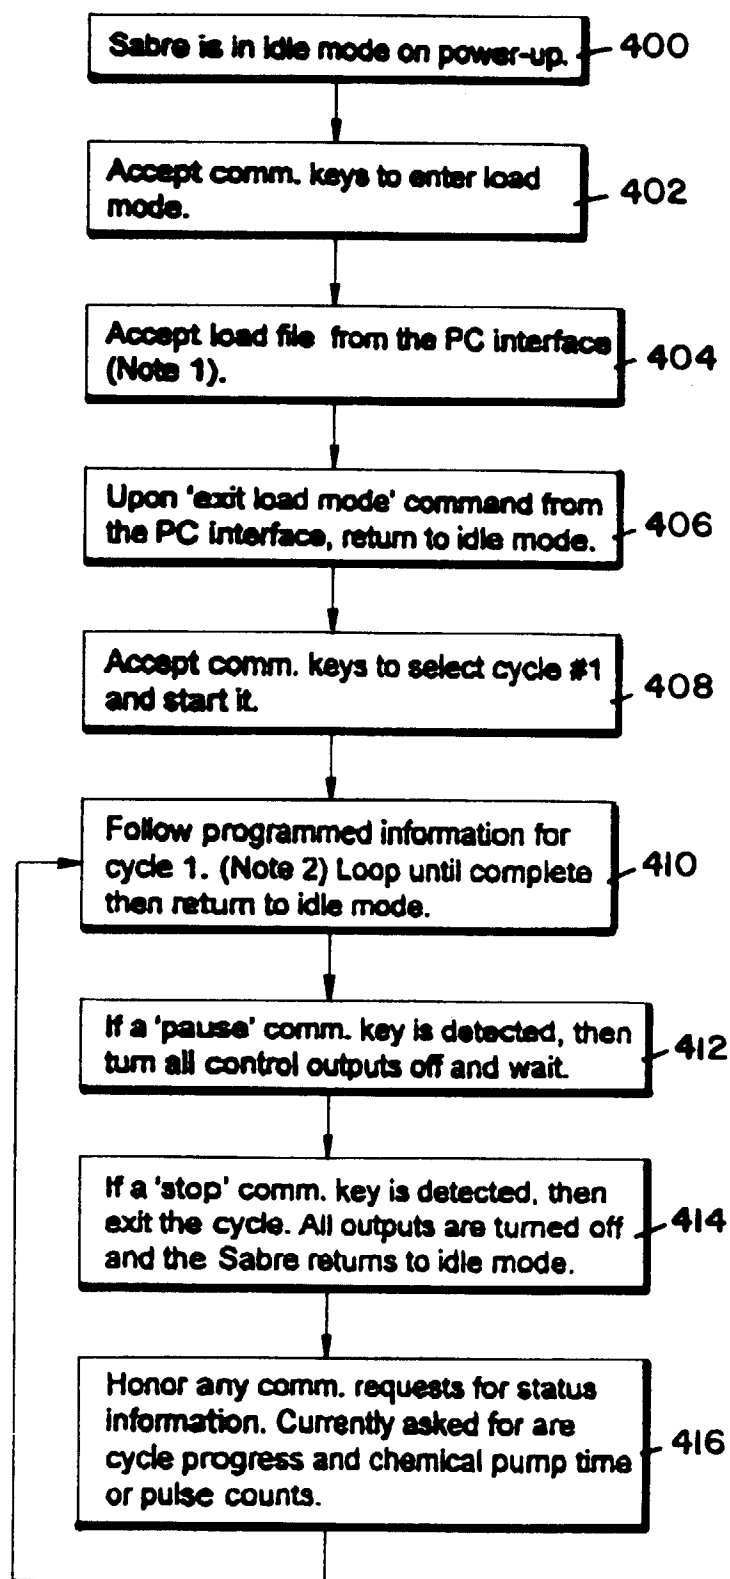 Sabre is in idle mode on power-up.
400
Accept comm. keys to enter load
mode.
402
Accept load file from the PC interface
(Note 1).
404
Upon 'exit load mode' command from
the PC interface, return to idle mode.
406
Accept comm. keys to select cycle #1
and start it.
408
Follow programmed information for
cycle 1. (Note 2) Loop until complete
then return to idle mode.
410
If a 'pause' comm. key is detected, then
turn all control outputs off and wait.
412
If a 'stop' comm. key is detected, then
exit the cycle. All outputs are turned off
and the Sabre returns to idle mode.
414
Honor any comm. requests for status
information. Currently asked for are
cycle progress and chemical pump time
or pulse counts.
416